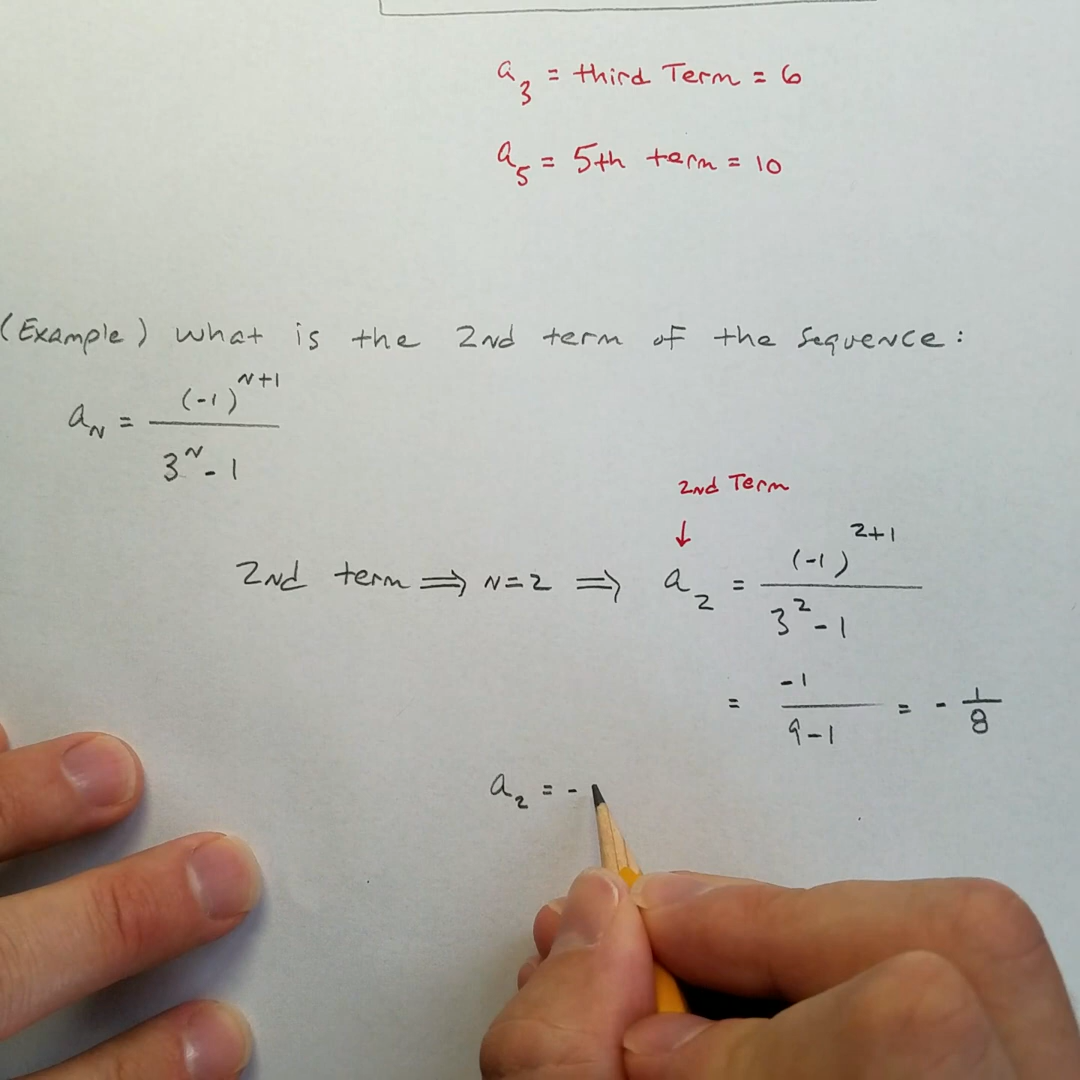 a₃ = third Term = 6
a₅ = 5th term = 10
(Example) what is the 2nd term of the sequence:
aₙ = (-1)^(N+1) / (3^N - 1)
2nd Term
↓
2nd term ⟹ N=2 ⟹ a₂ = (-1)^(2+1) / (3² - 1)
= -1 / (9-1) = - 1/8
a₂ = -